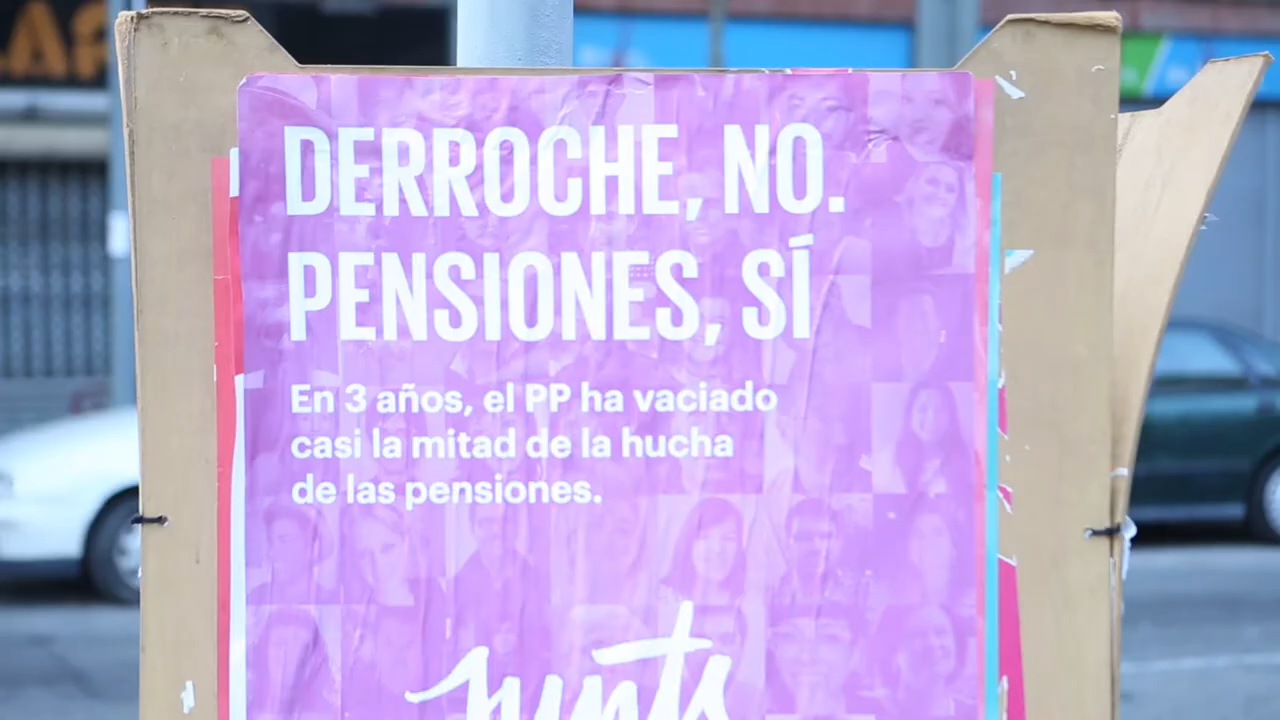 DERROCHE, NO.
PENSIONES, SÍ
En 3 años, el PP ha vaciado
casi la mitad de la hucha
de las pensiones.
junts